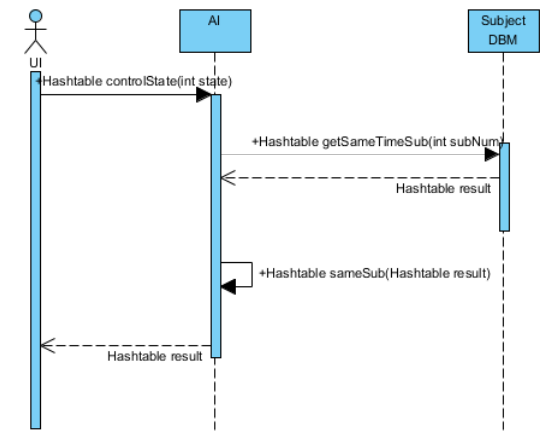 AI
Subject
DBM
UI
+Hashtable controlState(int state)
+Hashtable getSameTimeSub(int subNum)
Hashtable result
+Hashtable sameSub(Hashtable result)
Hashtable result